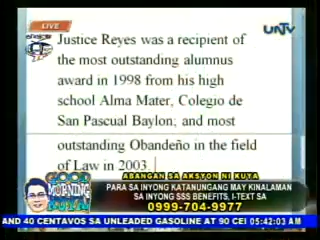 LIVE
UNTV
Justice Reyes was a recipient of
the most outstanding alumnus
award in 1998 from his high
school Alma Mater, Colegio de
San Pascual Baylon; and most
outstanding Obandeño in the field
of Law in 2003
ABANGAN SA AKSYON NI KUYA
GOOD
MORNING
KUYA
PARA SA INYONG KATANUNGANG MAY KINALAMAN
SA INYONG SSS BENEFITS, I-TEXT SA
0999-704-9977
AND 40 CENTAVOS SA UNLEADED GASOLINE AT 90 CEI 05:42:03 AM